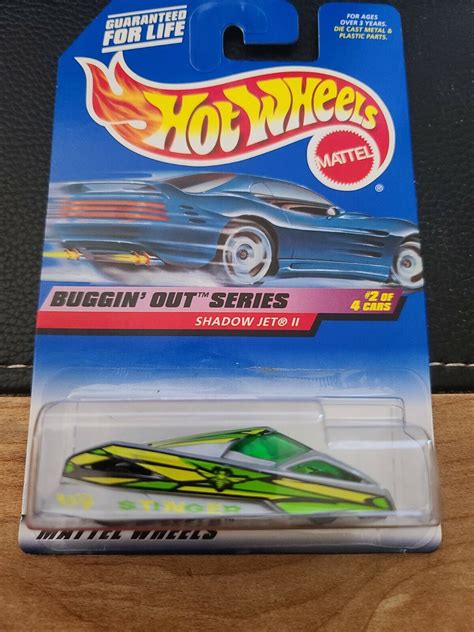 GUARANTEED
FOR LIFE
FOR AGES
OVER 3 YEARS.
DIE CAST METAL &
PLASTIC PARTS.
HOT WHEELS
MATTEL
®
BUGGIN' OUT™ SERIES
#2 OF
4 CARS
SHADOW JET® II
STINGER
MATTEL WHEELS